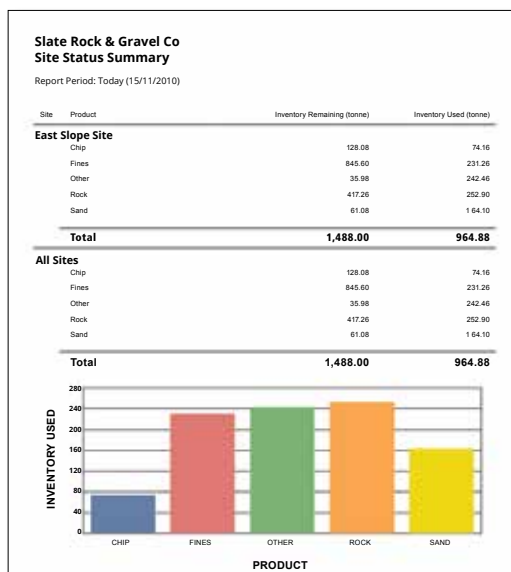 Slate Rock & Gravel Co
Site Status Summary
Report Period: Today (15/11/2010)
Site Product Inventory Remaining (tonne) Inventory Used (tonne)
East Slope Site
Chip 128.08 74.16
Fines 845.60 231.26
Other 35.98 242.46
Rock 417.26 252.90
Sand 61.08 1 64.10
Total 1,488.00 964.88
All Sites
Chip 128.08 74.16
Fines 845.60 231.26
Other 35.98 242.46
Rock 417.26 252.90
Sand 61.08 1 64.10
Total 1,488.00 964.88
INVENTORY USED
280
240
200
160
120
80
40
0
CHIP FINES OTHER ROCK SAND
PRODUCT